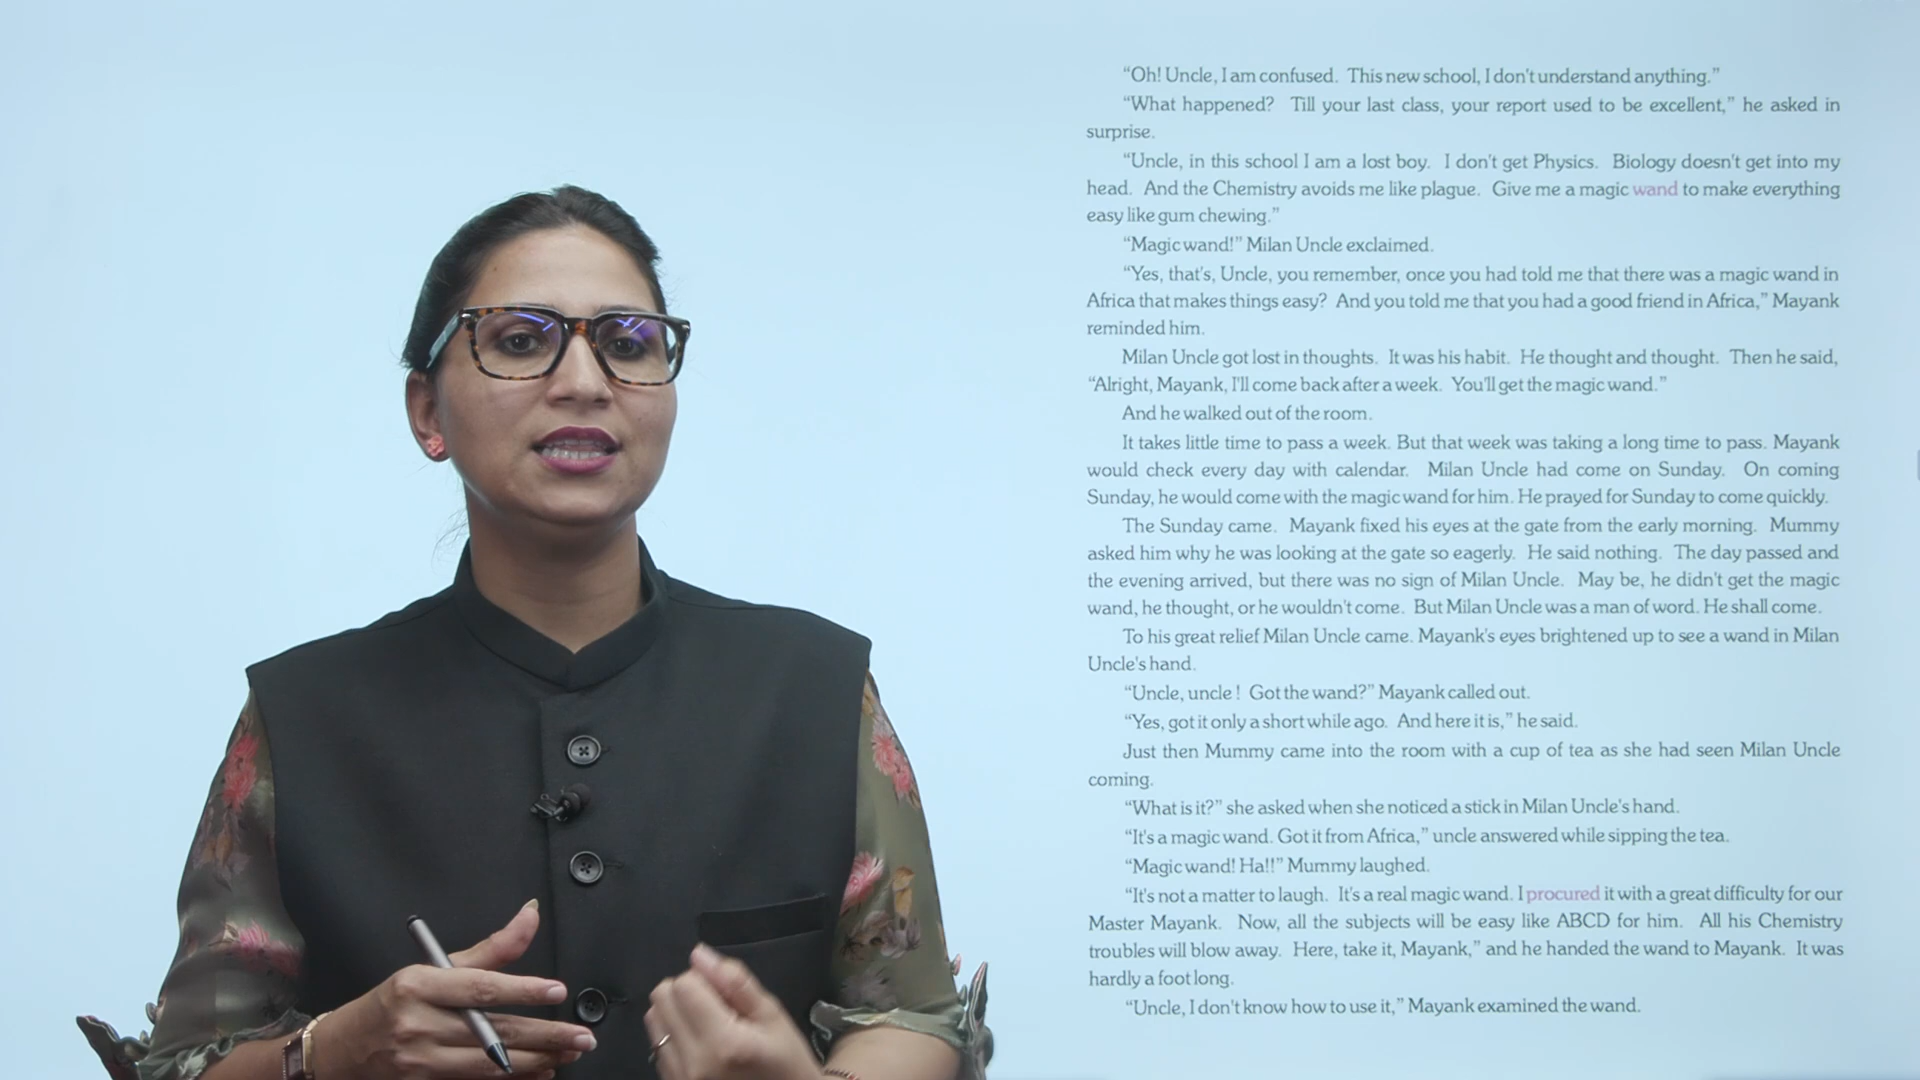 “Oh! Uncle, I am confused. This new school, I don't understand anything.”
“What happened? Till your last class, your report used to be excellent,” he asked in
surprise.
“Uncle, in this school I am a lost boy. I don't get Physics. Biology doesn't get into my
head. And the Chemistry avoids me like plague. Give me a magic wand to make everything
easy like gum chewing.”
“Magic wand!” Milan Uncle exclaimed.
“Yes, that's, Uncle, you remember, once you had told me that there was a magic wand in
Africa that makes things easy? And you told me that you had a good friend in Africa,” Mayank
reminded him.
Milan Uncle got lost in thoughts. It was his habit. He thought and thought. Then he said,
“Alright, Mayank, I'll come back after a week. You'll get the magic wand.”
And he walked out of the room.
It takes little time to pass a week. But that week was taking a long time to pass. Mayank
would check every day with calendar. Milan Uncle had come on Sunday. On coming
Sunday, he would come with the magic wand for him. He prayed for Sunday to come quickly.
The Sunday came. Mayank fixed his eyes at the gate from the early morning. Mummy
asked him why he was looking at the gate so eagerly. He said nothing. The day passed and
the evening arrived, but there was no sign of Milan Uncle. May be, he didn't get the magic
wand, he thought, or he wouldn't come. But Milan Uncle was a man of word. He shall come.
To his great relief Milan Uncle came. Mayank's eyes brightened up to see a wand in Milan
Uncle's hand.
“Uncle, uncle ! Got the wand?” Mayank called out.
“Yes, got it only a short while ago. And here it is,” he said.
Just then Mummy came into the room with a cup of tea as she had seen Milan Uncle
coming.
“What is it?” she asked when she noticed a stick in Milan Uncle's hand.
“It's a magic wand. Got it from Africa,” uncle answered while sipping the tea.
“Magic wand! Ha!!” Mummy laughed.
“It's not a matter to laugh. It's a real magic wand. I procured it with a great difficulty for our
Master Mayank. Now, all the subjects will be easy like ABCD for him. All his Chemistry
troubles will blow away. Here, take it, Mayank,” and he handed the wand to Mayank. It was
hardly a foot long.
“Uncle, I don't know how to use it,” Mayank examined the wand.